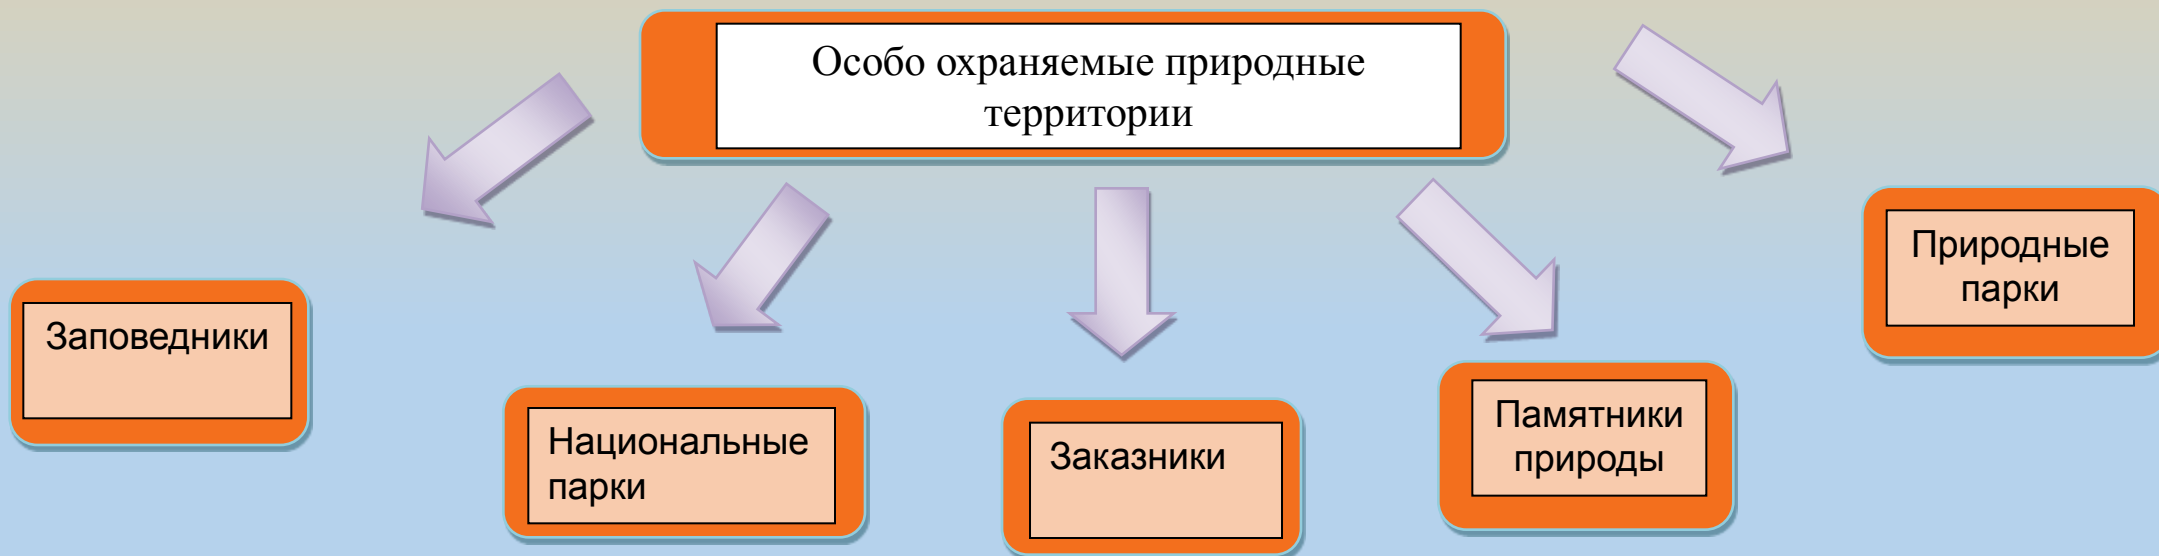 Особо охраняемые природные
территории
Заповедники
Национальные
парки
Заказники
Памятники
природы
Природные
парки